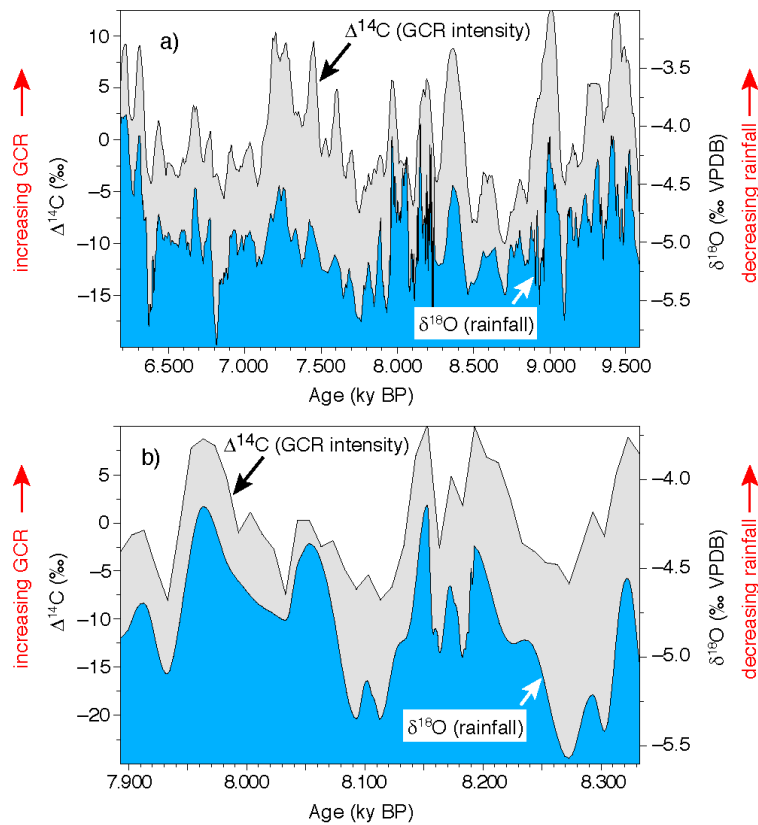 a)
Δ¹⁴C (GCR intensity)
10
5
0
−5
−10
−15
Δ¹⁴C (‰)
increasing GCR
−3.5
−4.0
−4.5
−5.0
−5.5
δ¹⁸O (‰ VPDB)
decreasing rainfall
δ¹⁸O (rainfall)
6.500 7.000 7.500 8.000 8.500 9.000 9.500
Age (ky BP)
b)
Δ¹⁴C (GCR intensity)
5
0
−5
−10
−15
−20
Δ¹⁴C (‰)
increasing GCR
−4.0
−4.5
−5.0
−5.5
δ¹⁸O (‰ VPDB)
decreasing rainfall
δ¹⁸O (rainfall)
7.900 8.000 8.100 8.200 8.300
Age (ky BP)